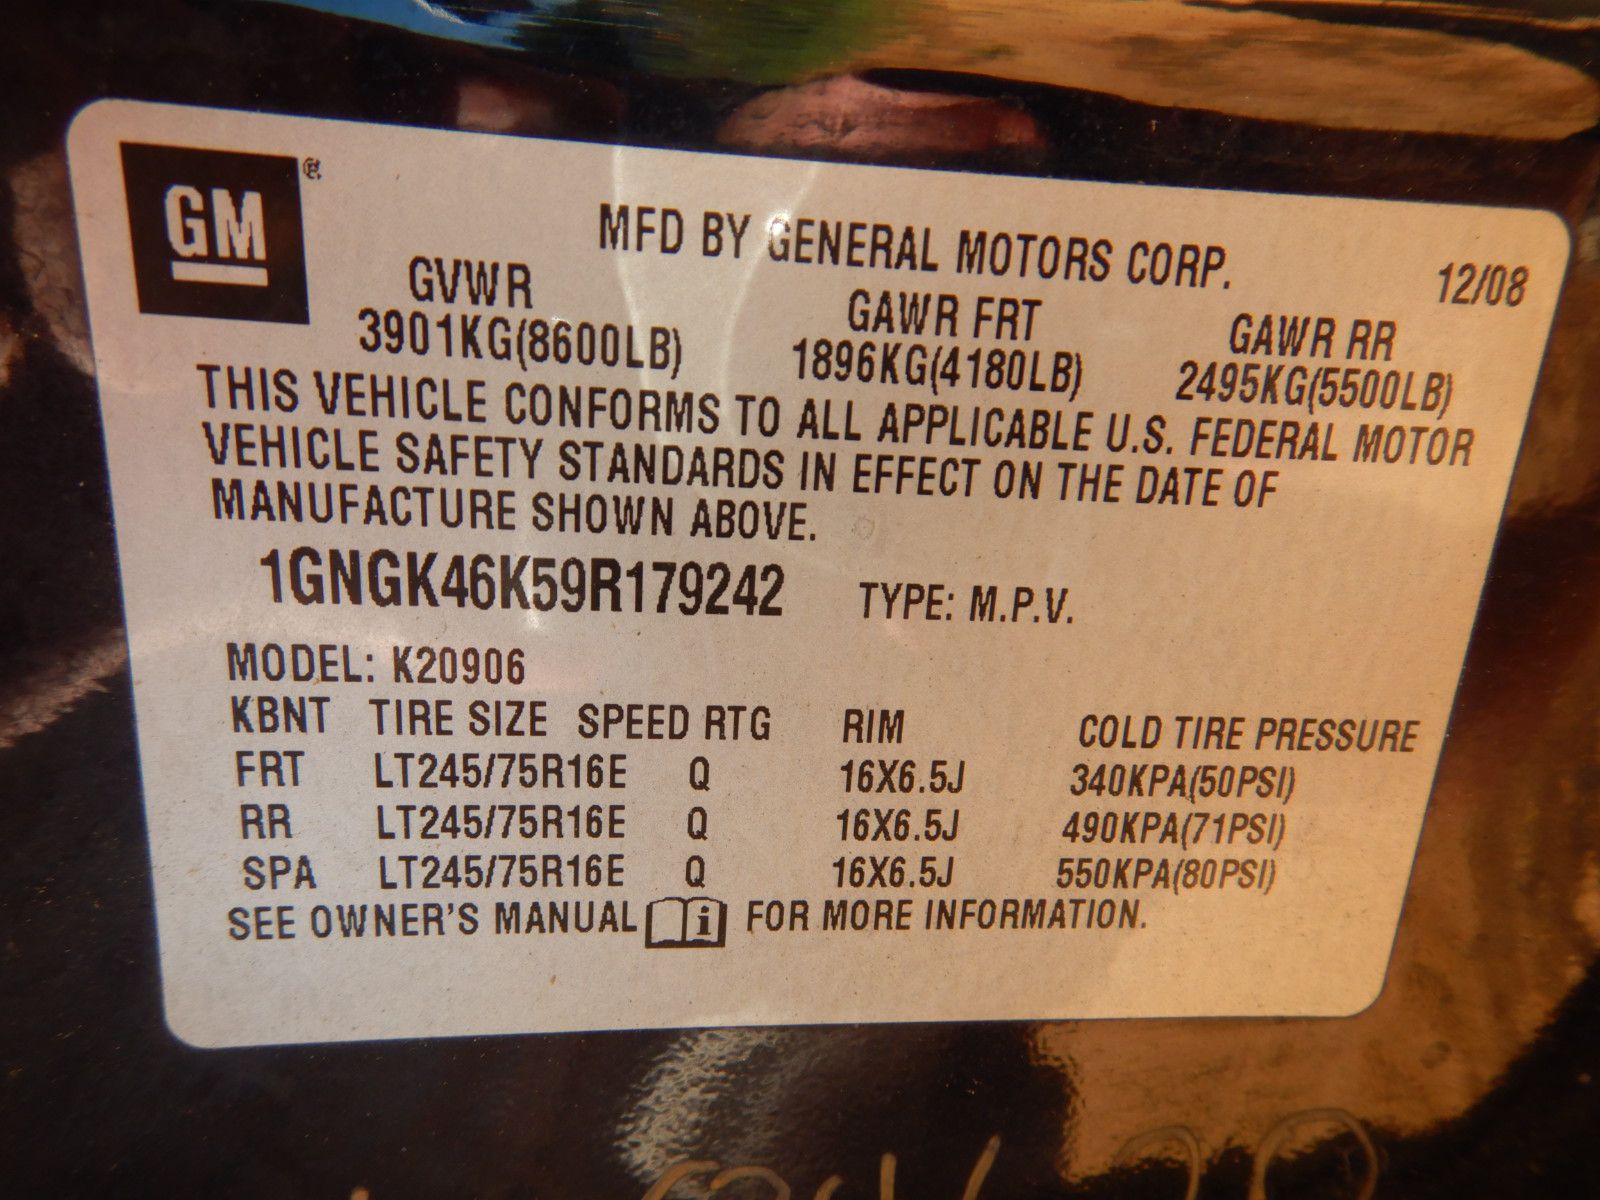 GM
MFD BY GENERAL MOTORS CORP.
12/08
GVWR GAWR FRT GAWR RR
3901KG(8600LB) 1896KG(4180LB) 2495KG(5500LB)
THIS VEHICLE CONFORMS TO ALL APPLICABLE U.S. FEDERAL MOTOR
VEHICLE SAFETY STANDARDS IN EFFECT ON THE DATE OF
MANUFACTURE SHOWN ABOVE.
1GNGK46K59R179242 TYPE: M.P.V.
MODEL: K20906
KBNT TIRE SIZE SPEED RTG RIM COLD TIRE PRESSURE
FRT LT245/75R16E Q 16X6.5J 340KPA(50PSI)
RR LT245/75R16E Q 16X6.5J 490KPA(71PSI)
SPA LT245/75R16E Q 16X6.5J 550KPA(80PSI)
SEE OWNER'S MANUAL i FOR MORE INFORMATION.